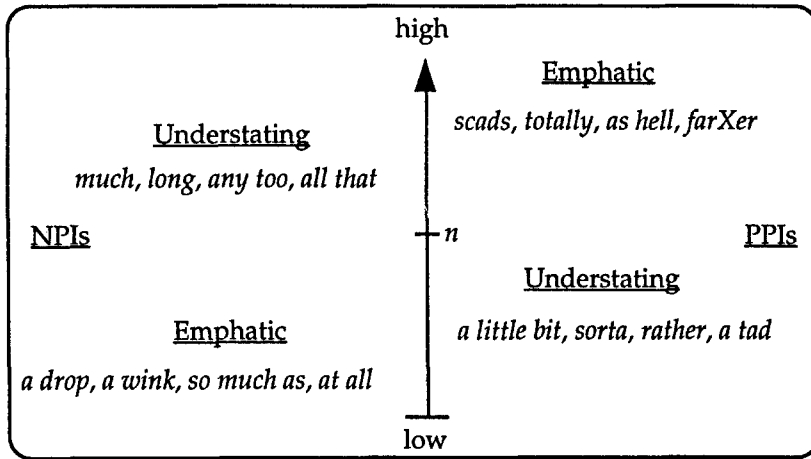 high
Emphatic
scads, totally, as hell, farXer
Understating
much, long, any too, all that
NPIs
n
PPIs
Understating
a little bit, sorta, rather, a tad
Emphatic
a drop, a wink, so much as, at all
low